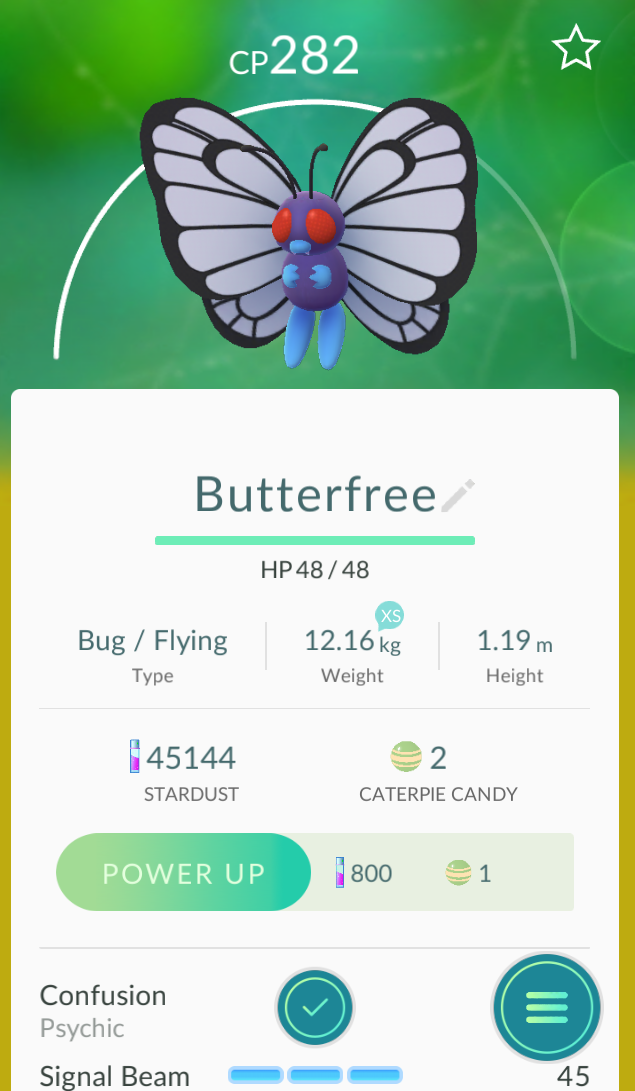 CP282
Butterfree
HP 48 / 48
XS
Bug / Flying 12.16 kg 1.19 m
Type Weight Height
45144 2
STARDUST CATERPIE CANDY
POWER UP 800 1
Confusion
Psychic
Signal Beam 45